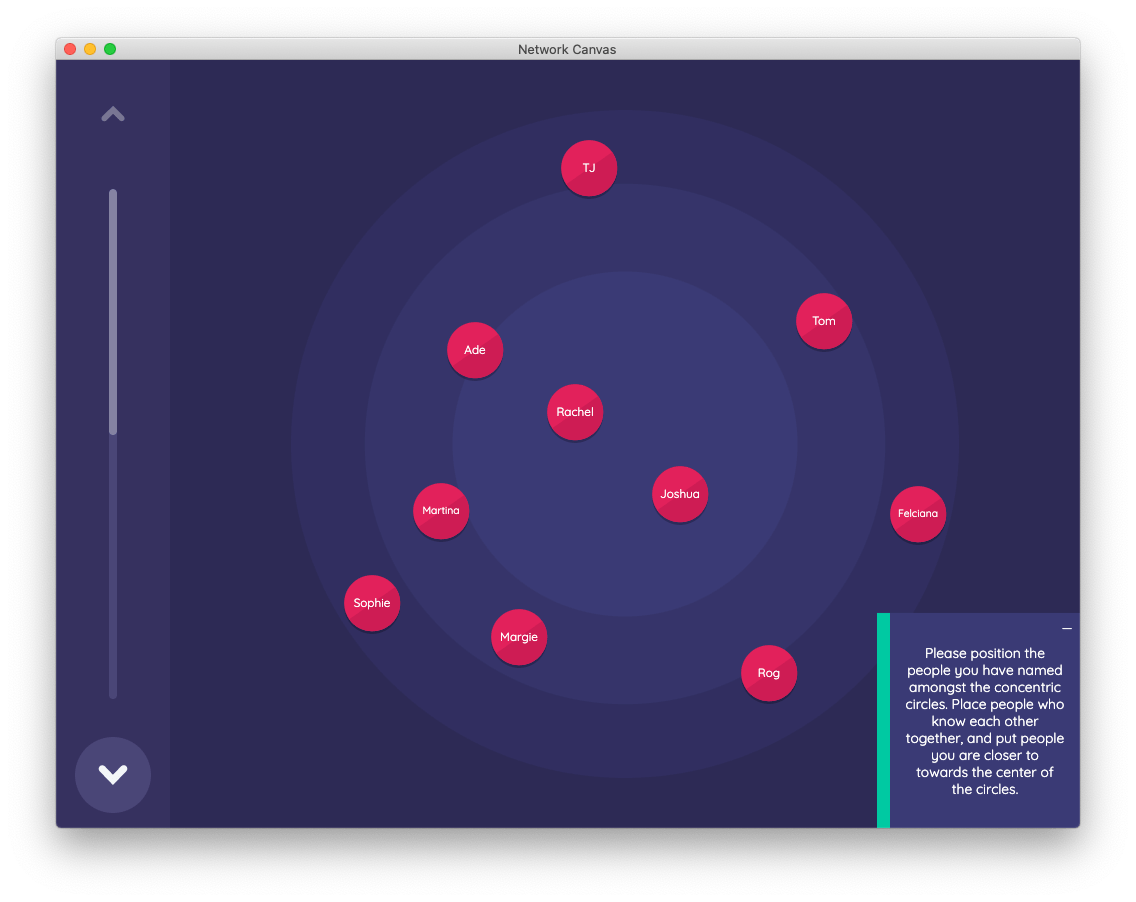 Network Canvas
TJ
Tom
Ade
Rachel
Joshua
Martina
Felciana
Sophie
Margie
Rog
Please position the
people you have named
amongst the concentric
circles. Place people who
know each other
together, and put people
you are closer to
towards the center of
the circles.